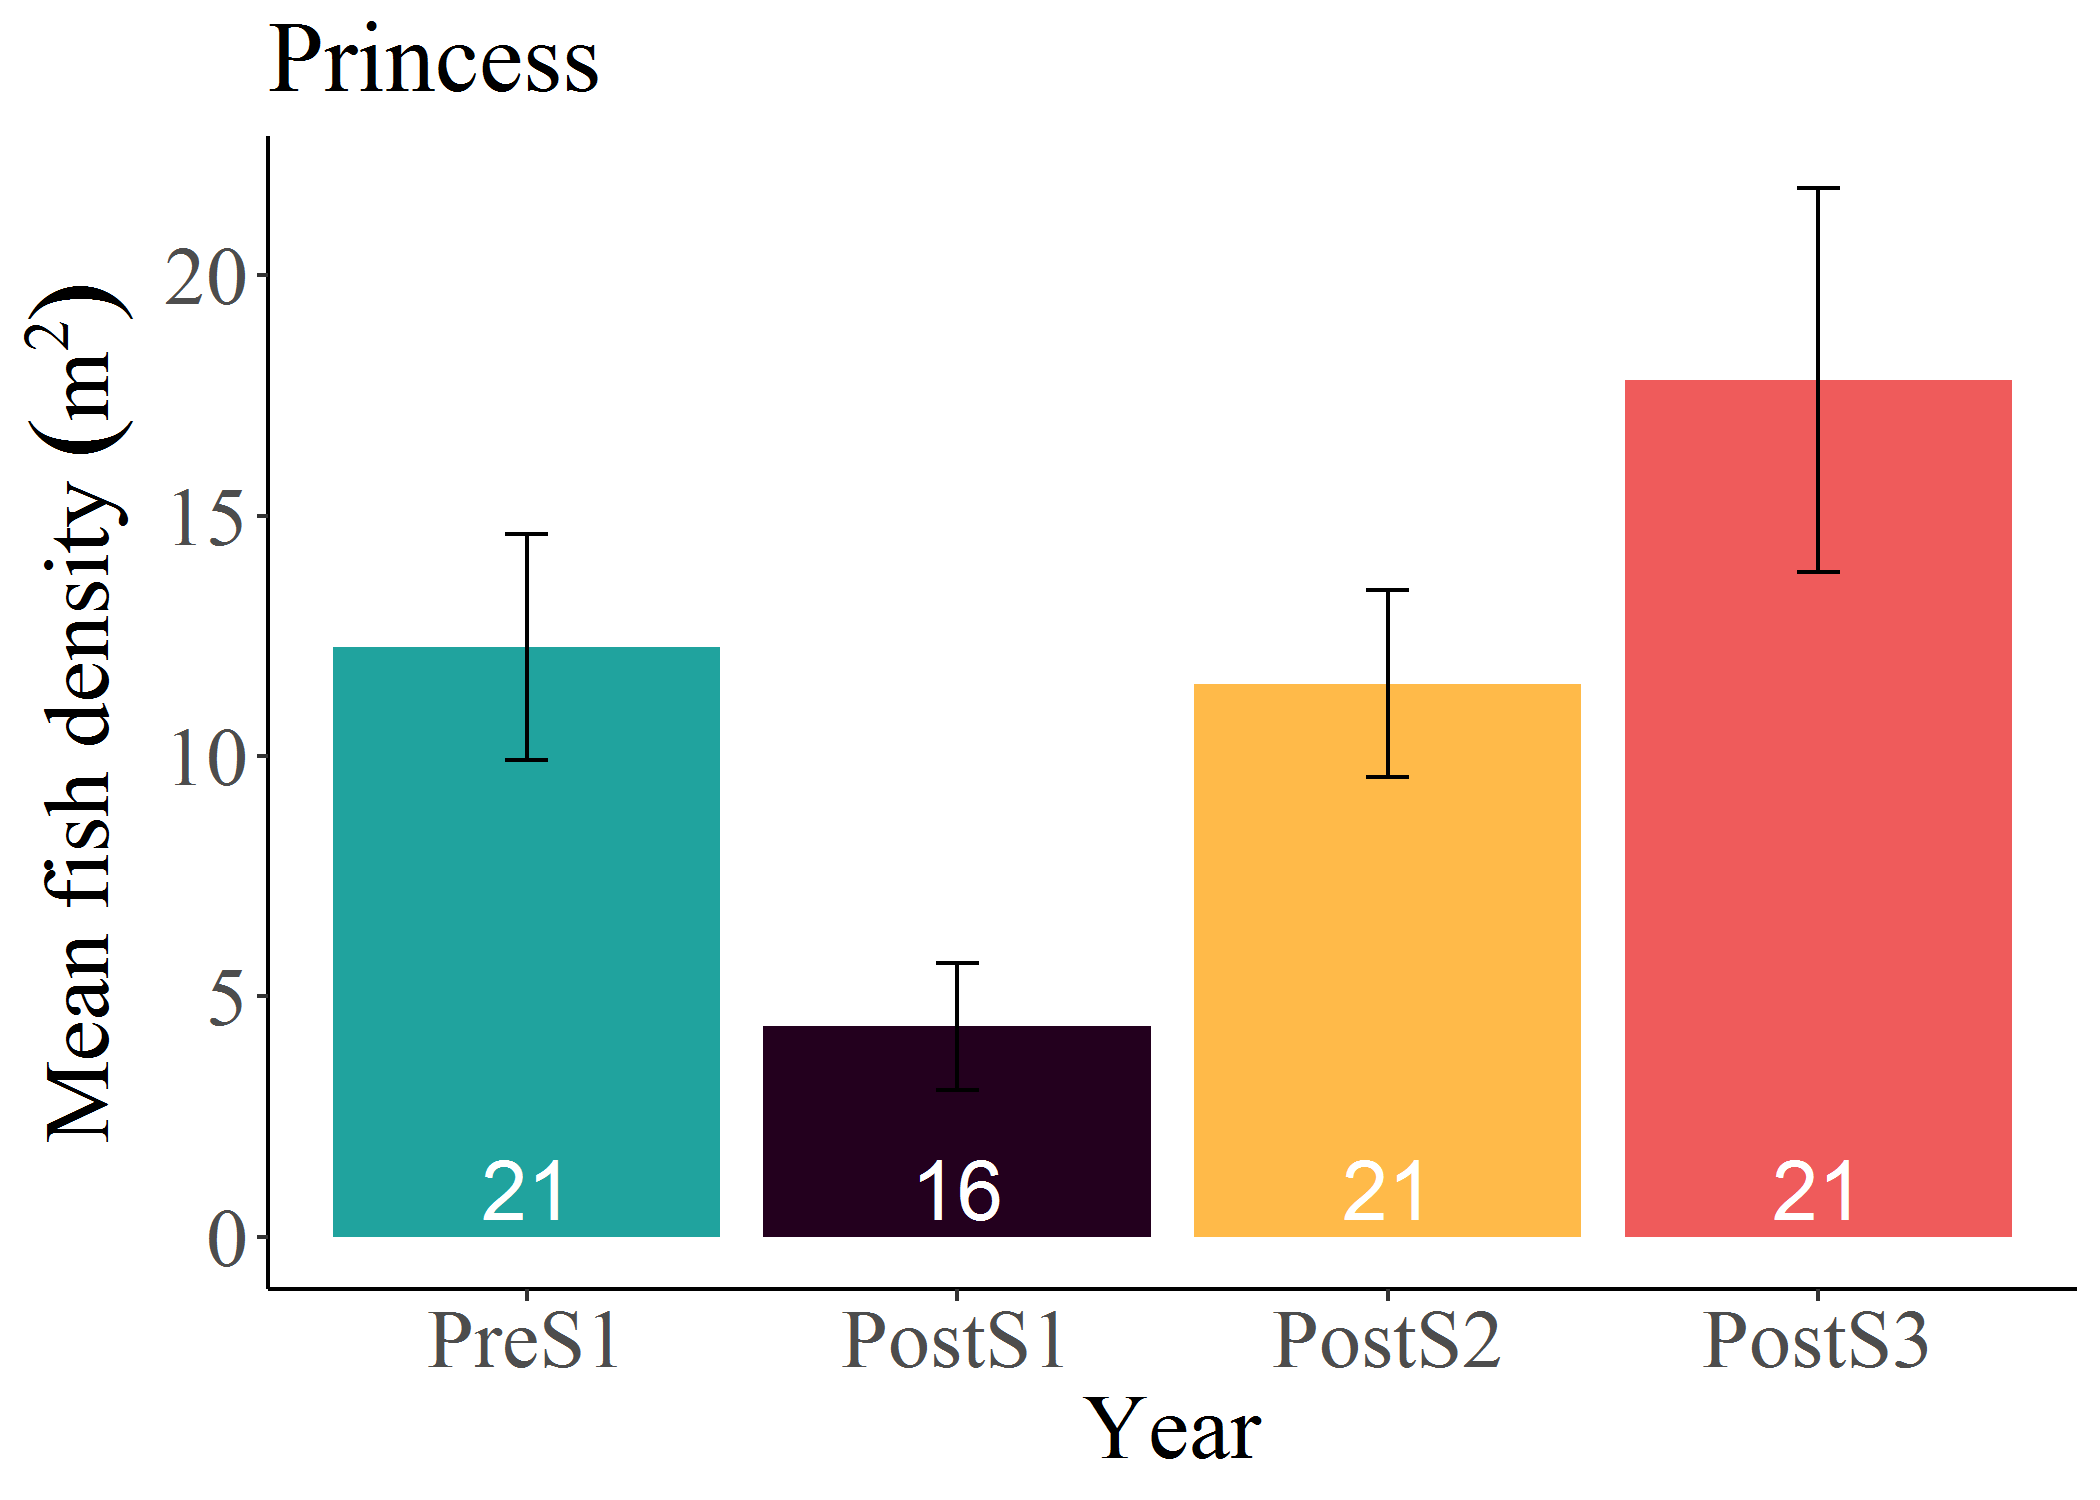 Princess
Mean fish density (m²)
20
15
10
5
0
21
16
21
21
PreS1
PostS1
PostS2
PostS3
Year